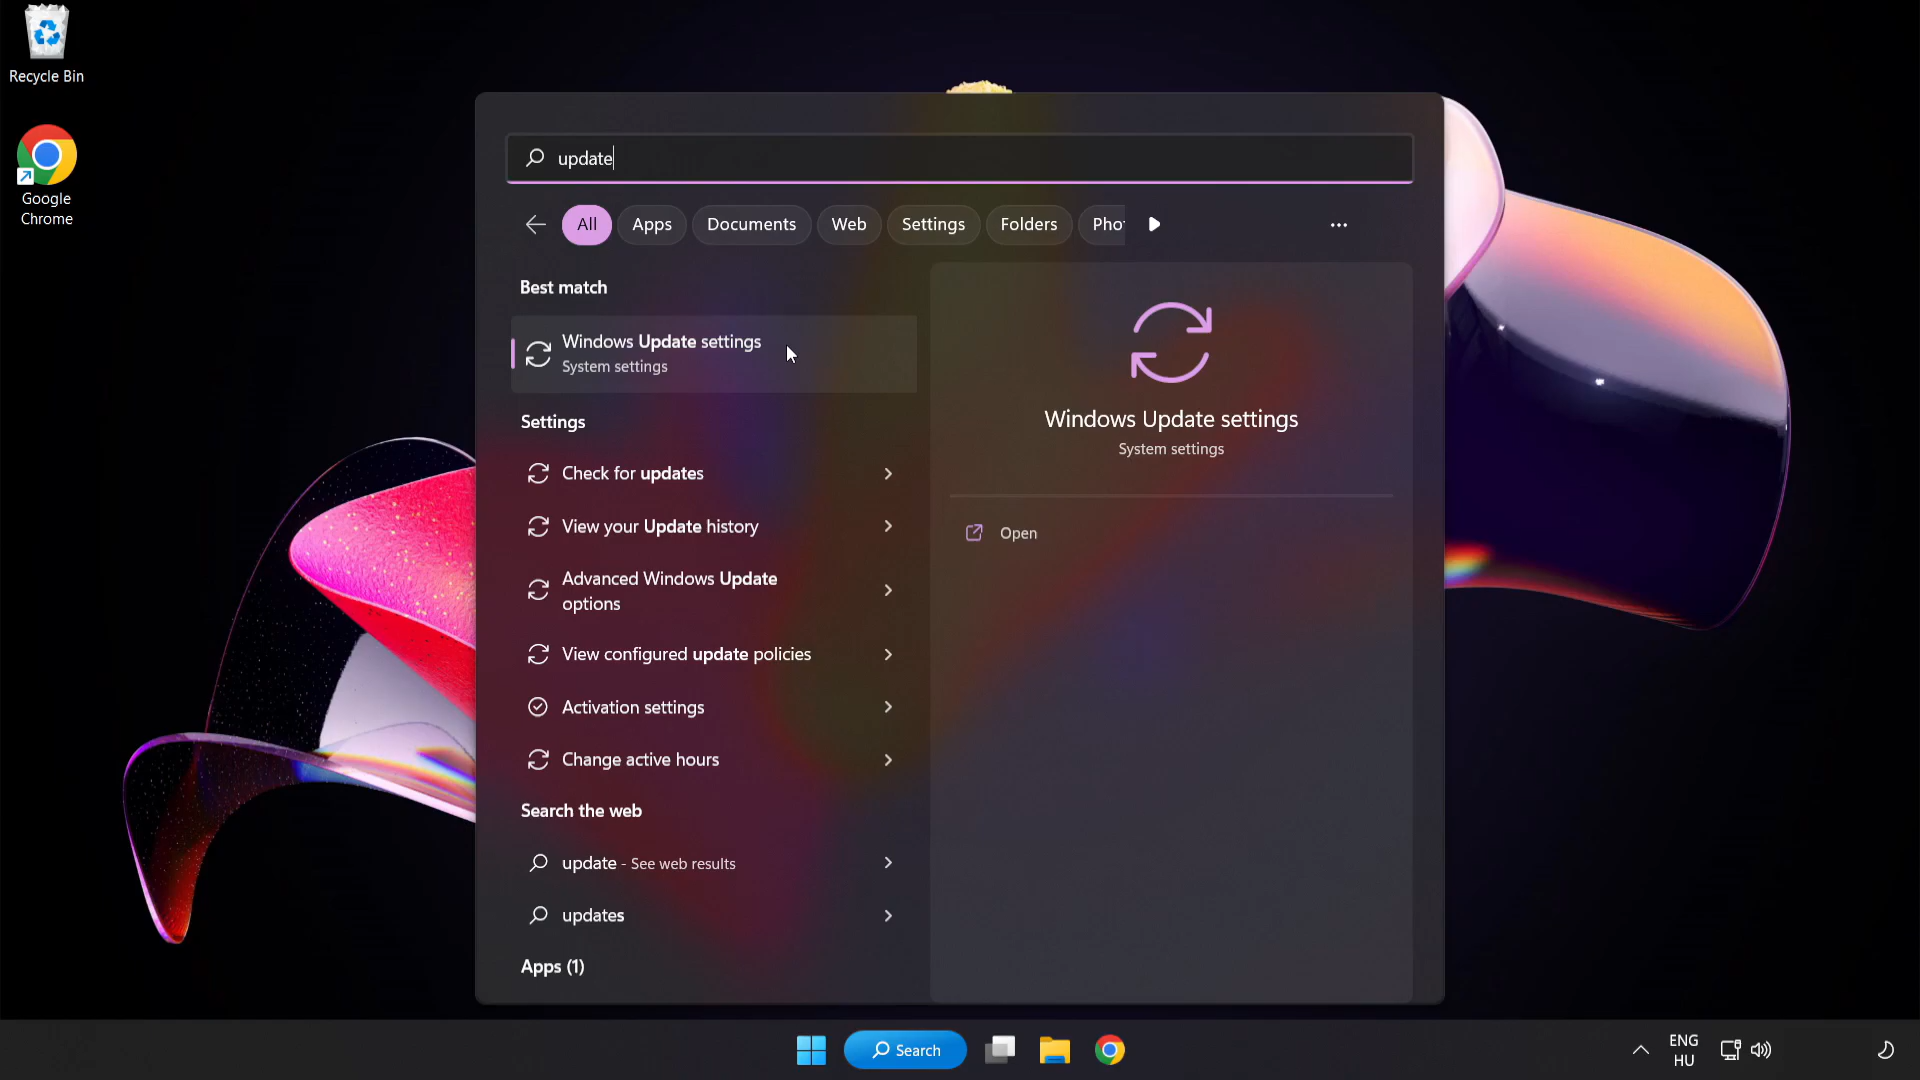 Recycle Bin
Google
Chrome
update
All
Apps
Documents
Web
Settings
Folders
Pho
Best match
Windows Update settings
System settings
Settings
Check for updates
View your Update history
Advanced Windows Update
options
View configured update policies
Activation settings
Change active hours
Search the web
update - See web results
updates
Apps (1)
Windows Update settings
System settings
Open
Search
ENG
HU